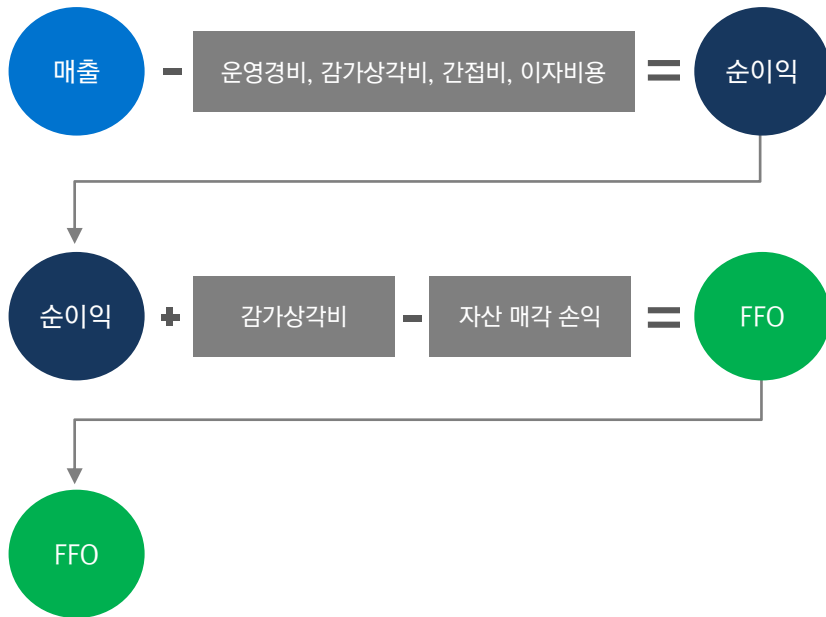 매출 - 운영경비, 감가상각비, 간접비, 이자비용 = 순이익
순이익 + 감가상각비 - 자산 매각 손익 = FFO
FFO